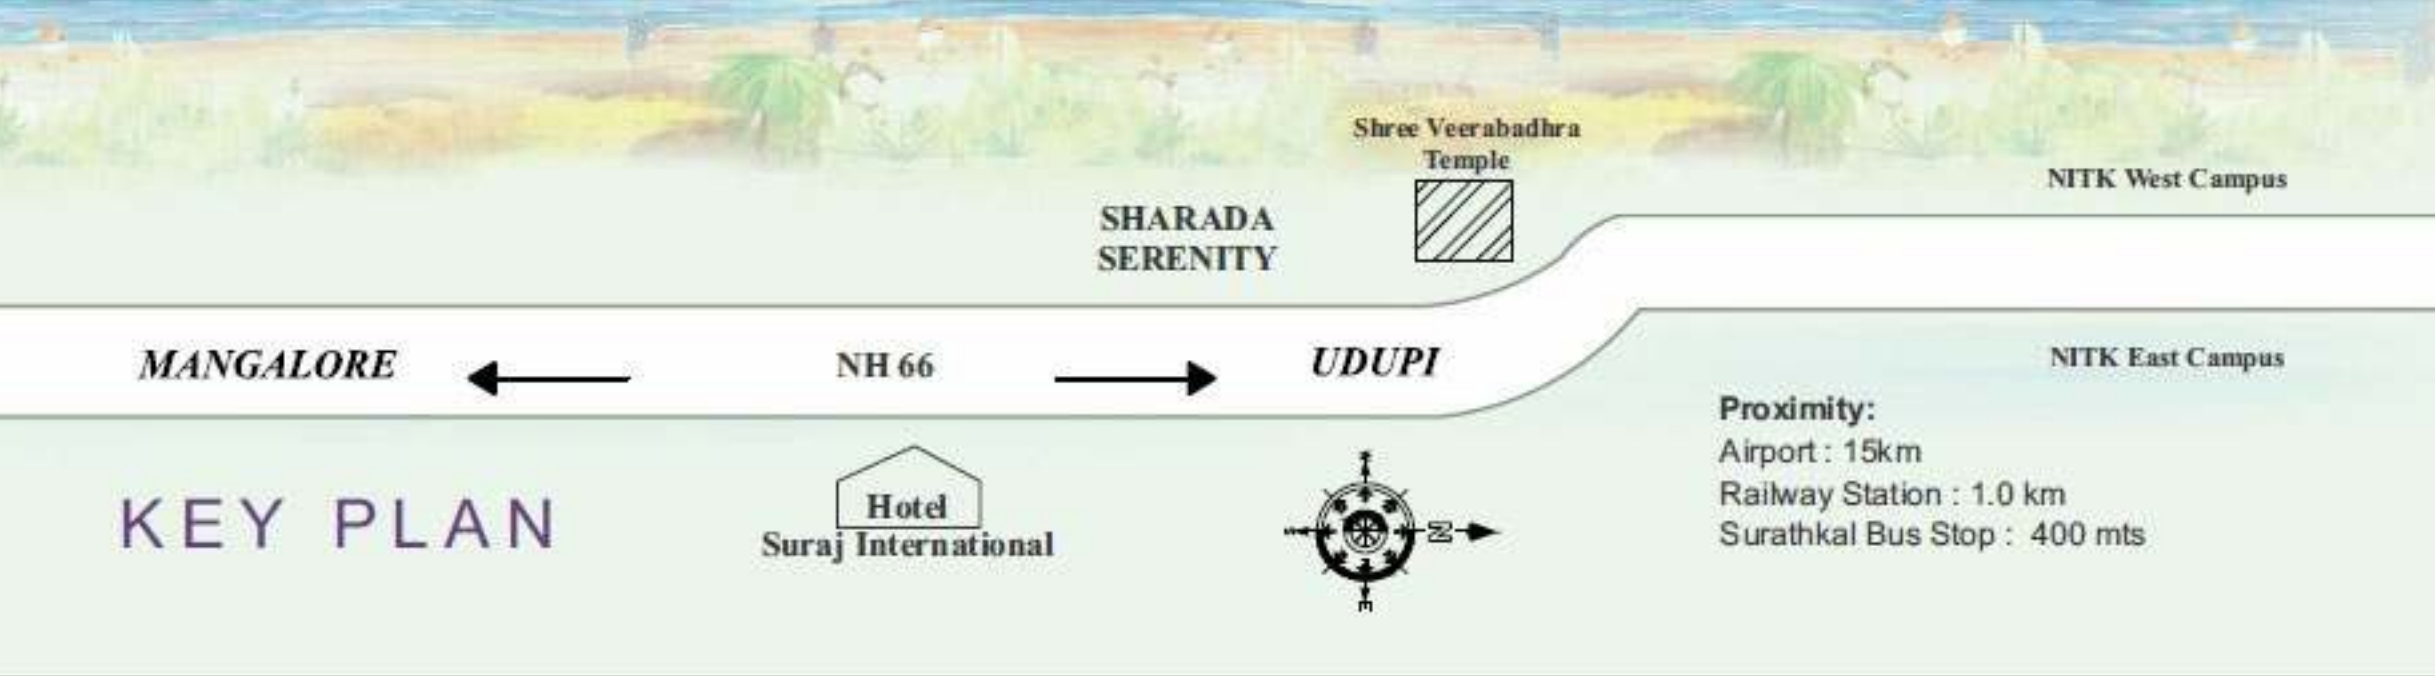 Shree Veerabadhra
Temple
NITK West Campus
SHARADA
SERENITY
MANGALORE
NH 66
UDUPI
NITK East Campus
Proximity:
Airport : 15km
Railway Station : 1.0 km
Surathkal Bus Stop : 400 mts
KEY PLAN
Hotel
Suraj International
N
E